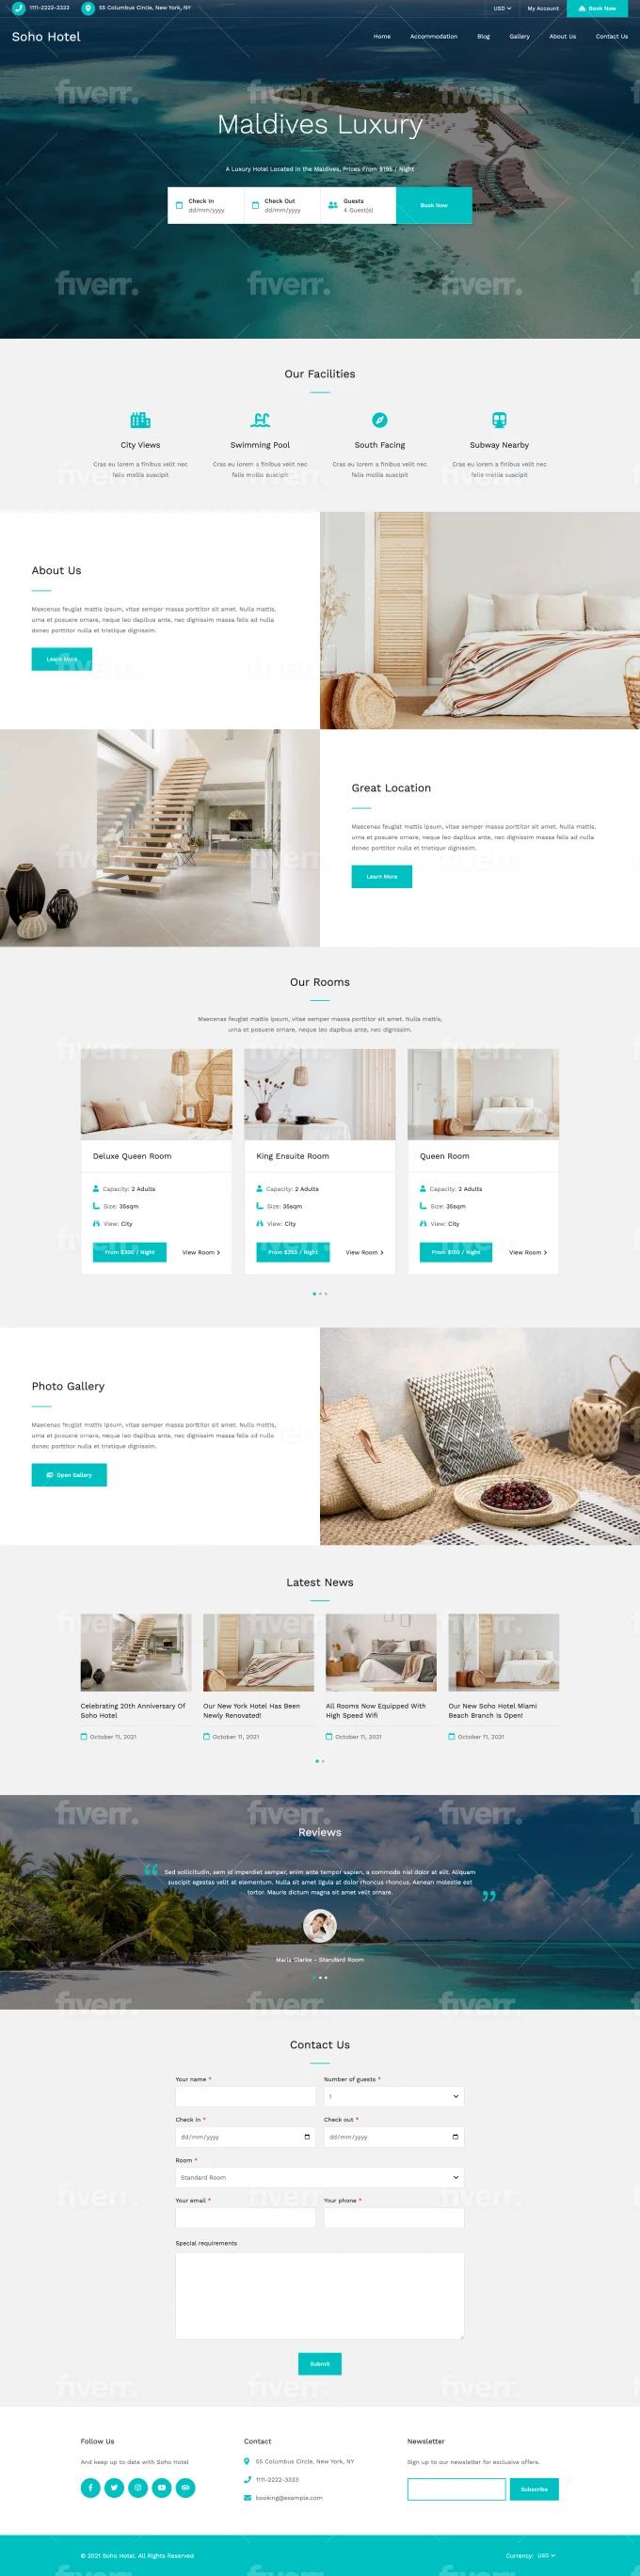 1111-2222-3333
55 Columbus Circle, New York, NY
USD
My Account
Book Now
Soho Hotel
Home
Accommodation
Blog
Gallery
About Us
Contact Us
fiverr. fiverr. fiverr.
Maldives Luxury
A Luxury Hotel Located in the Maldives, Prices From $195 / Night
Check In
dd/mm/yyyy
Check Out
dd/mm/yyyy
Guests
4 Guest(s)
Book Now
fiverr. fiverr. fiverr.
Our Facilities
City Views
Cras eu lorem a finibus velit nec
felis mollis suscipit
Swimming Pool
Cras eu lorem a finibus velit nec
felis mollis suscipit
South Facing
Cras eu lorem a finibus velit nec
felis mollis suscipit
Subway Nearby
Cras eu lorem a finibus velit nec
felis mollis suscipit
fiverr. fiverr. fiverr.
About Us
Maecenas feugiat mattis ipsum, vitae semper massa porttitor sit amet. Nulla mattis,
urna et posuere ornare, neque leo dapibus ante, nec dignissim massa felis ad nulla
donec porttitor nulla et tristique dignissim.
Learn More
Great Location
Maecenas feugiat mattis ipsum, vitae semper massa porttitor sit amet. Nulla mattis,
urna et posuere ornare, neque leo dapibus ante, nec dignissim massa felis ad nulla
donec porttitor nulla et tristique dignissim.
Learn More
Our Rooms
Maecenas feugiat mattis ipsum, vitae semper massa porttitor sit amet. Nulla mattis,
urna et posuere ornare, neque leo dapibus ante, nec dignissim.
Deluxe Queen Room
Capacity: 2 Adults
Size: 35sqm
View: City
From $300 / Night
View Room
King Ensuite Room
Capacity: 2 Adults
Size: 35sqm
View: City
From $250 / Night
View Room
Queen Room
Capacity: 2 Adults
Size: 35sqm
View: City
From $150 / Night
View Room
Photo Gallery
Maecenas feugiat mattis ipsum, vitae semper massa porttitor sit amet. Nulla mattis,
urna et posuere ornare, neque leo dapibus ante, nec dignissim massa felis ad nulla
donec porttitor nulla et tristique dignissim.
Open Gallery
Latest News
Celebrating 20th Anniversary Of
Soho Hotel
October 11, 2021
Our New York Hotel Has Been
Newly Renovated!
October 11, 2021
All Rooms Now Equipped With
High Speed Wifi
October 11, 2021
Our New Soho Hotel Miami
Beach Branch Is Open!
October 11, 2021
fiverr. fiverr. fiverr.
Reviews
Sed sollicitudin, sem id imperdiet semper, enim ante tempor sapien, a commodo nisl dolor at elit. Aliquam
suscipit egestas velit at elementum. Nulla sit amet ligula at dolor rhoncus rhoncus. Aenean molestie est
tortor. Mauris dictum magna sit amet velit ornare.
Maria Clarke - Standard Room
fiverr. fiverr. fiverr.
Contact Us
Your name *
Number of guests *
1
Check in *
dd/mm/yyyy
Check out *
dd/mm/yyyy
Room *
Standard Room
Your email *
Your phone *
Special requirements
Submit
fiverr. fiverr. fiverr.
Follow Us
And keep up to date with Soho Hotel
Contact
55 Columbus Circle, New York, NY
1111-2222-3333
booking@example.com
Newsletter
Sign up to our newsletter for exclusive offers.
Subscribe
© 2021 Soho Hotel. All Rights Reserved
Currency: USD
fiverr. fiverr. fiverr.